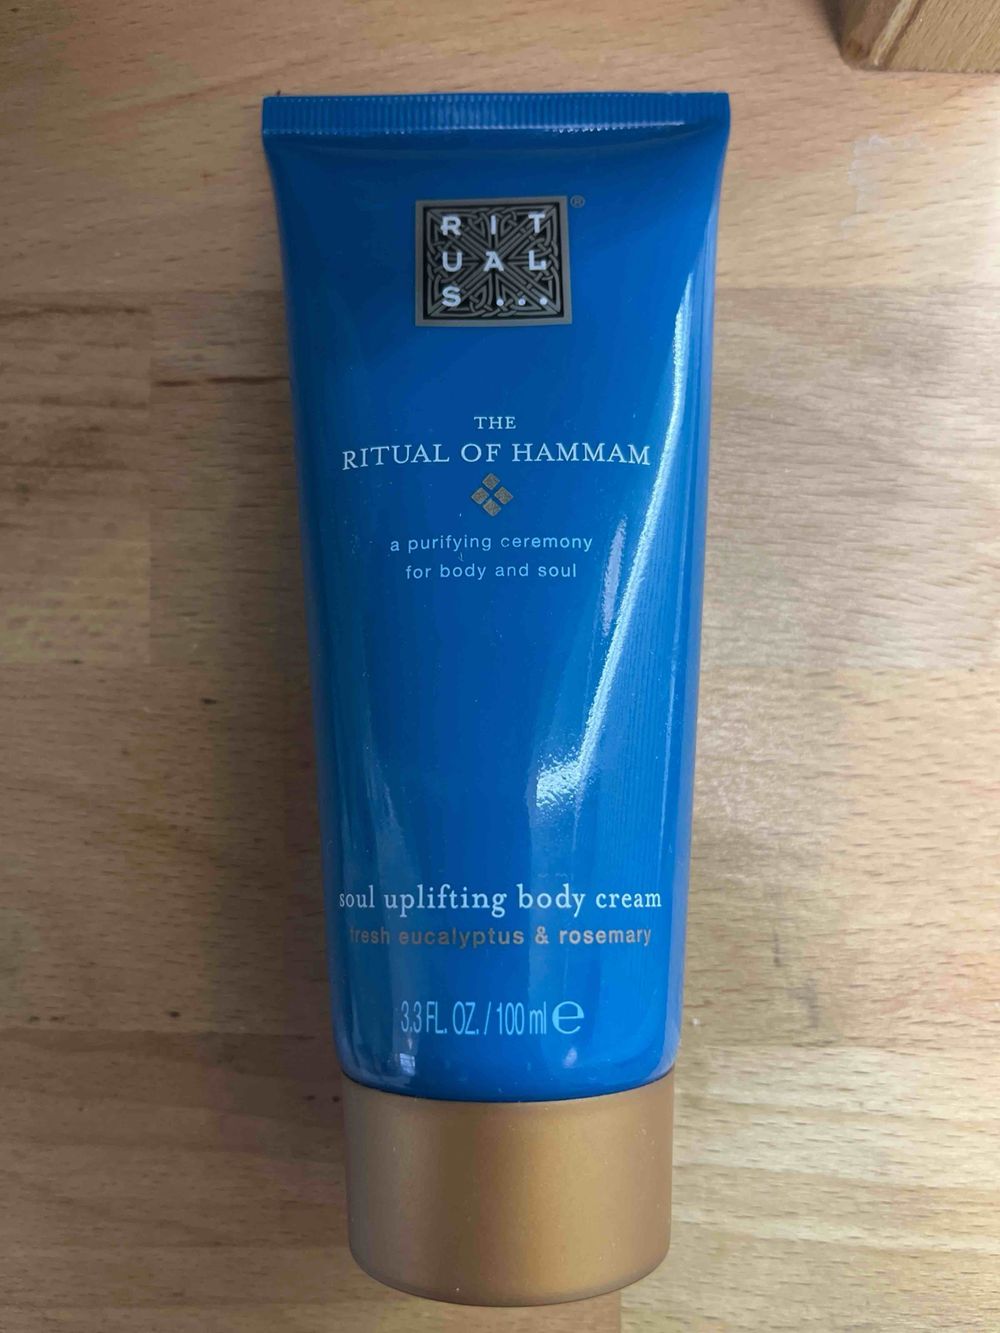 RIT
UAL
S...
®
THE
RITUAL OF HAMMAM
a purifying ceremony
for body and soul
soul uplifting body cream
fresh eucalyptus & rosemary
3.3 FL. OZ. / 100 ml ℮